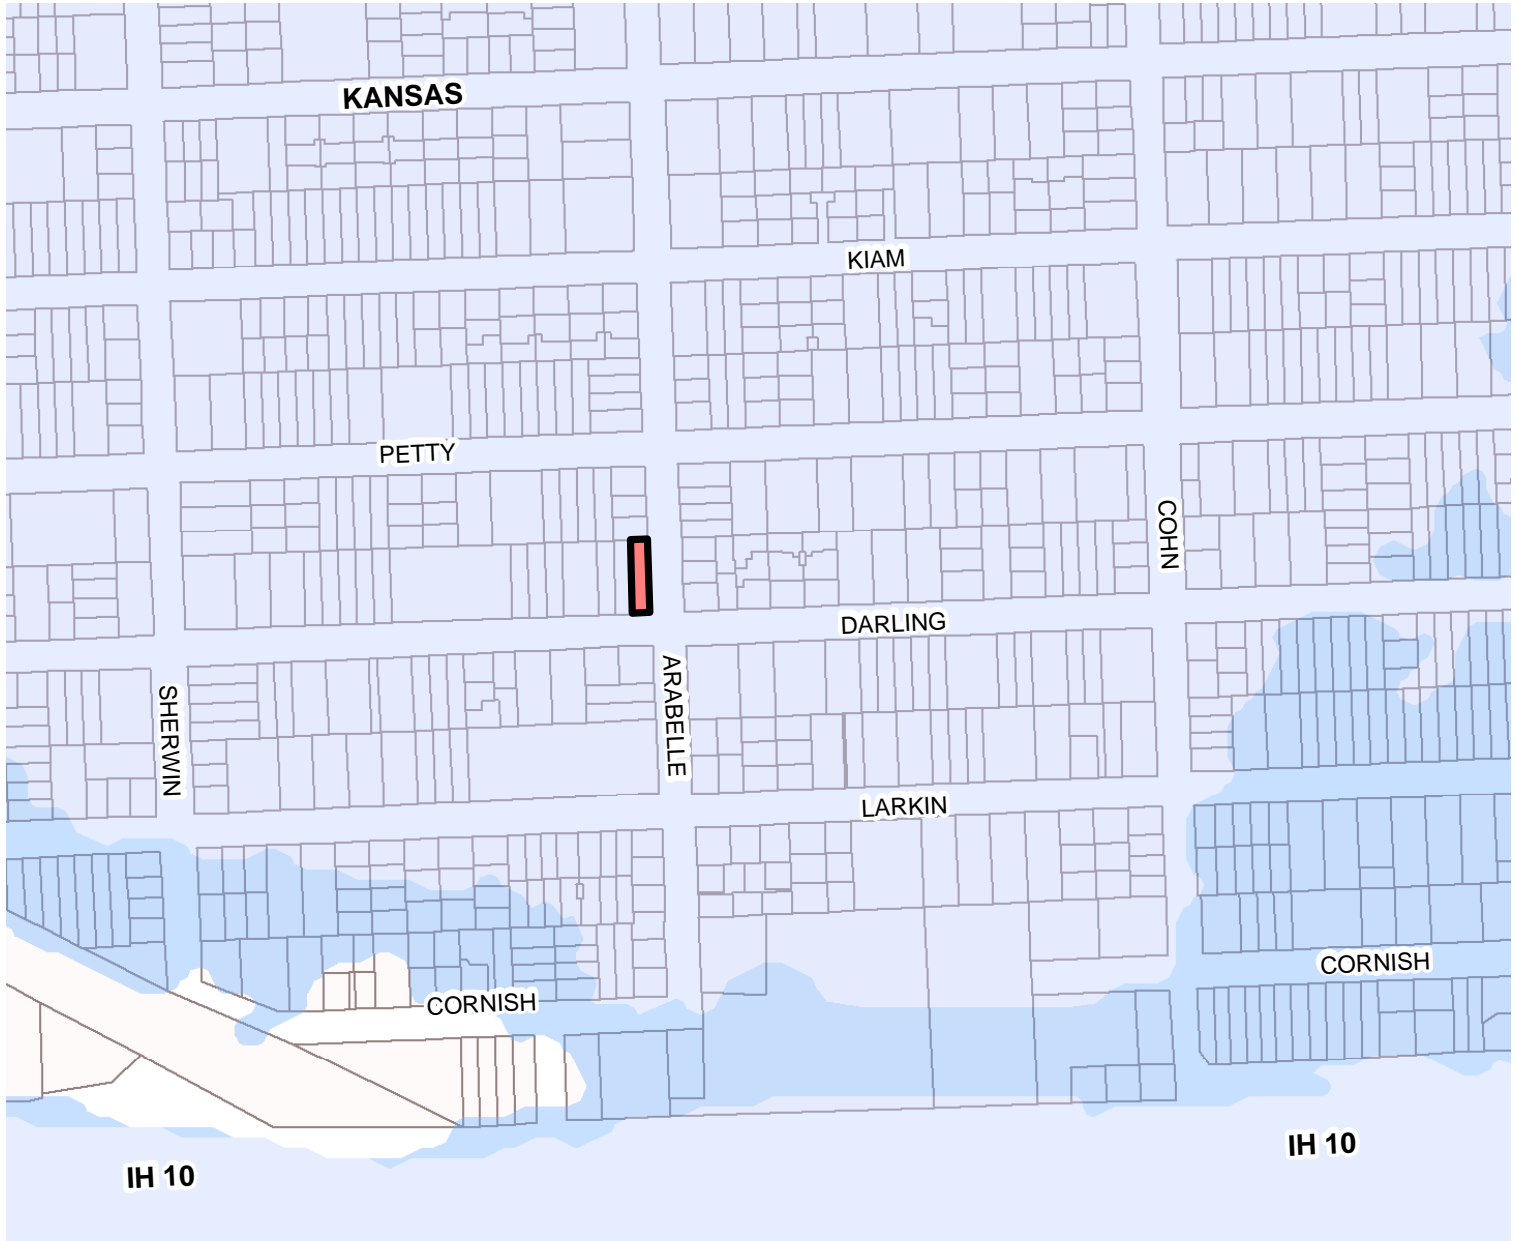 KANSAS
KIAM
PETTY
COHN
DARLING
ARABELLE
SHERWIN
LARKIN
CORNISH
CORNISH
IH 10
IH 10